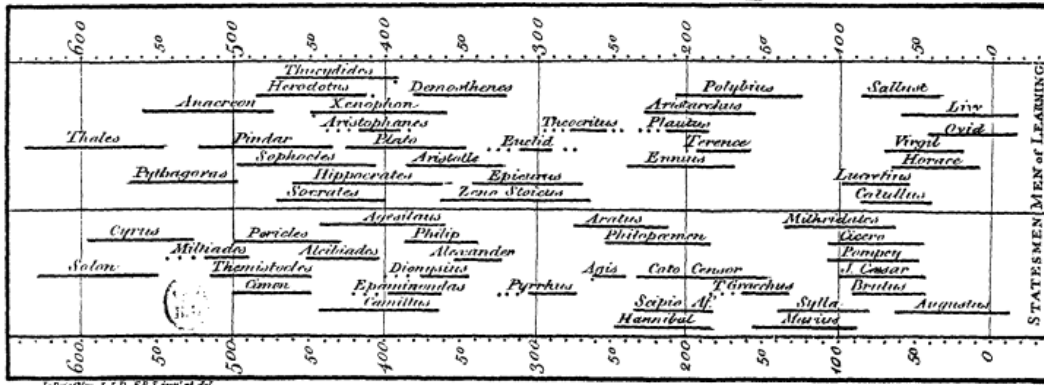 600 50 500 50 400 50 300 50 200 50 100 50 0
Thucydides
Herodotus Demosthenes Polybius Sallust
Anacreon Xenophon Aristarchus Livy
Aristophanes Theocritus Plautus Ovid
Thales Pindar Plato Euclid Terence Virgil
Sophocles Aristotle Ennius Horace
Pythagoras Hippocrates Epicurus Lucretius
Socrates Zeno Stoicus Catullus
MEN of LEARNING
Agesilaus Aratus Mithridates
Cyrus Pericles Philip Philopœmen Cicero
Miltiades Alcibiades Alexander Pompey
Solon Themistocles Dionysius Agis Cato Censor J. Cæsar
Cimon Epaminondas Pyrrhus T. Gracchus Brutus
Camillus Scipio Af. Sylla Augustus
Hannibal Marius
STATESMEN
600 50 500 50 400 50 300 50 200 50 100 50 0